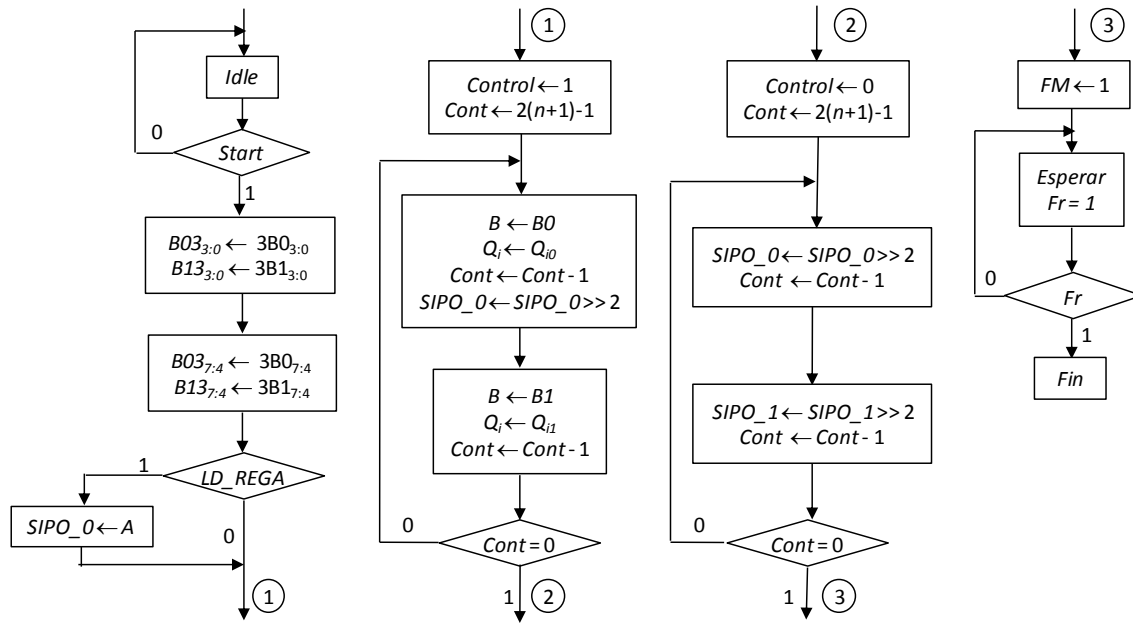 Idle
0
Start
1
B03₃:₀ ← 3B0₃:₀
B13₃:₀ ← 3B1₃:₀
B03₇:₄ ← 3B0₇:₄
B13₇:₄ ← 3B1₇:₄
1
LD_REGA
SIPO_0 ← A
0
1
1
Control ← 1
Cont ← 2(n+1)-1
B ← B0
Qᵢ ← Qᵢ₀
Cont ← Cont - 1
SIPO_0 ← SIPO_0 >> 2
B ← B1
Qᵢ ← Qᵢ₁
Cont ← Cont - 1
0
Cont = 0
1
2
2
Control ← 0
Cont ← 2(n+1)-1
SIPO_0 ← SIPO_0 >> 2
Cont ← Cont - 1
SIPO_1 ← SIPO_1 >> 2
Cont ← Cont - 1
0
Cont = 0
1
3
3
FM ← 1
Esperar
Fr = 1
0
Fr
1
Fin